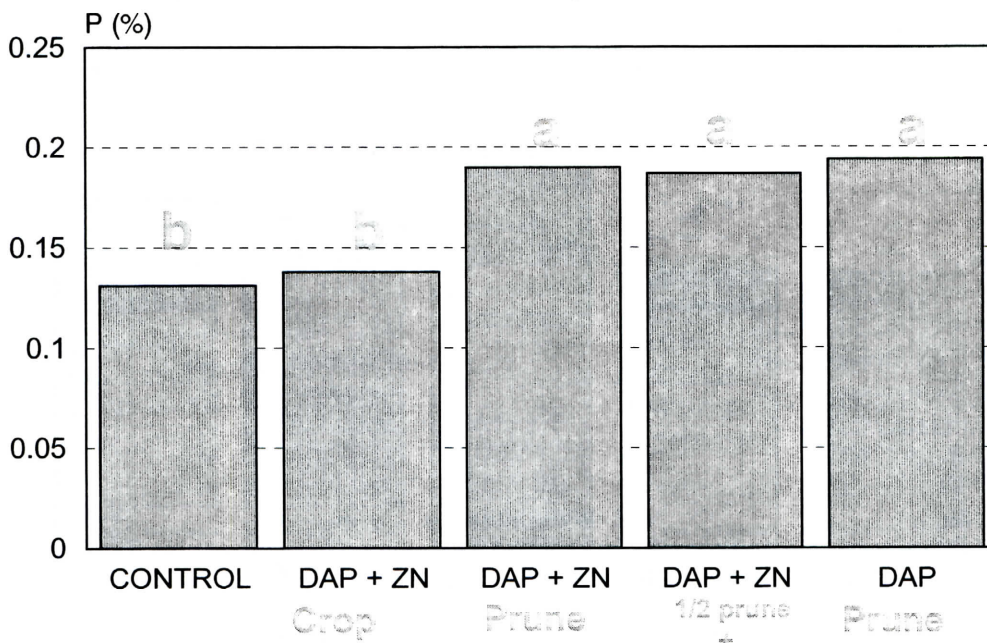 P (%)
0.25
a a a
0.2
b b
0.15
0.1
0.05
0
CONTROL DAP + ZN DAP + ZN DAP + ZN DAP
Crop Prune 1/2 prune Prune